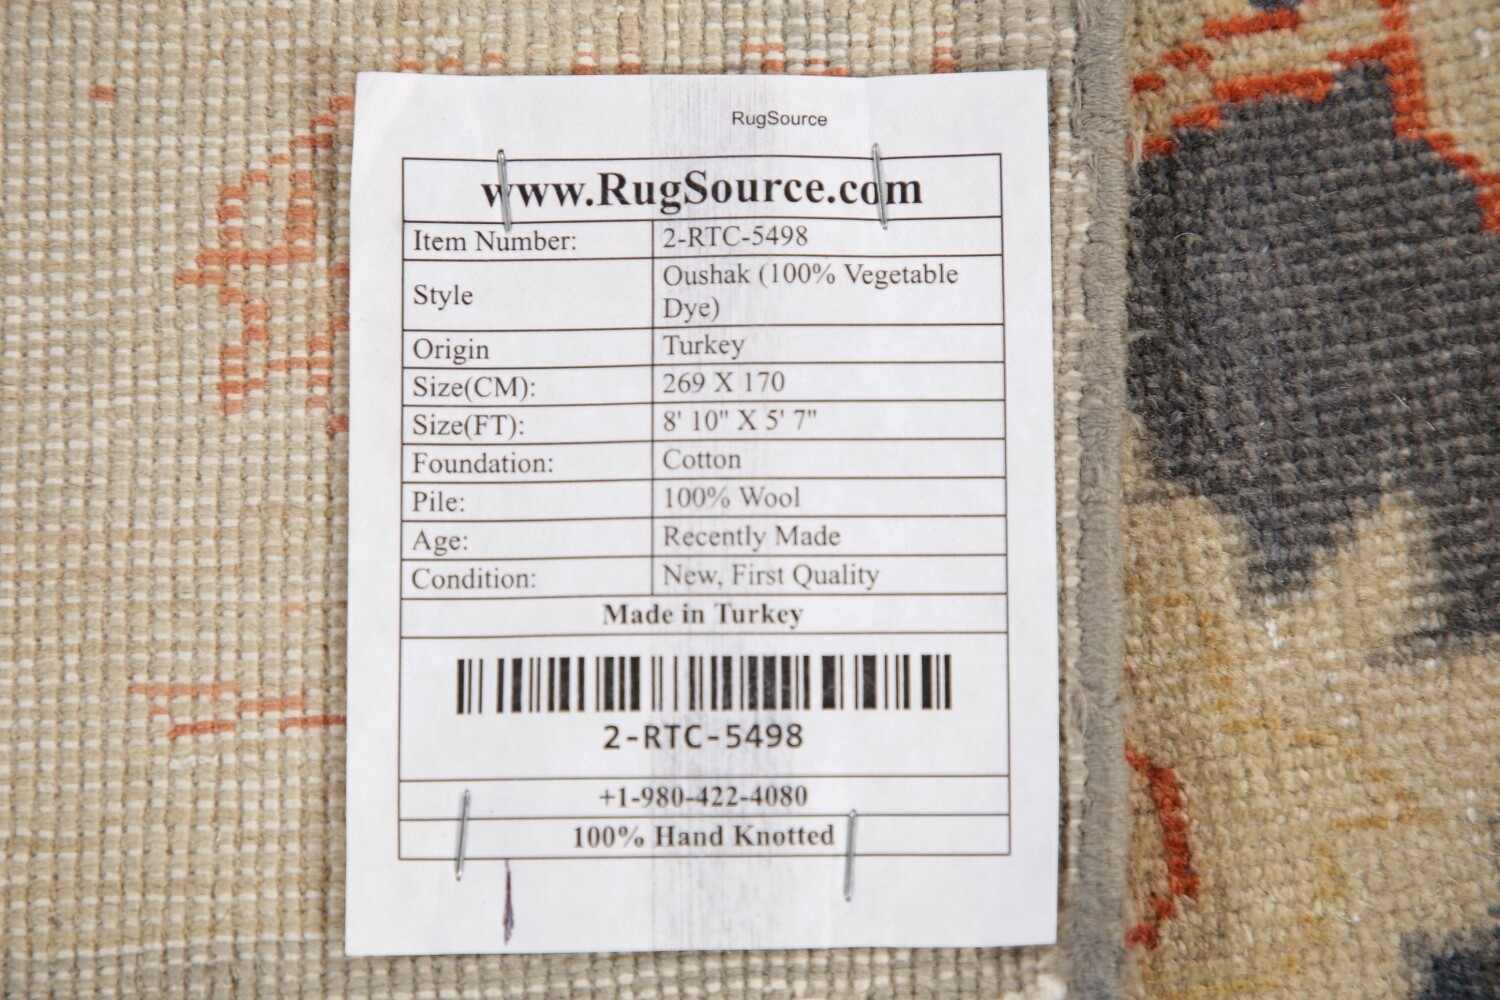 RugSource
www.RugSource.com
Item Number: 2-RTC-5498
Style Oushak (100% Vegetable Dye)
Origin Turkey
Size(CM): 269 X 170
Size(FT): 8' 10" X 5' 7"
Foundation: Cotton
Pile: 100% Wool
Age: Recently Made
Condition: New, First Quality
Made in Turkey
2-RTC-5498
+1-980-422-4080
100% Hand Knotted